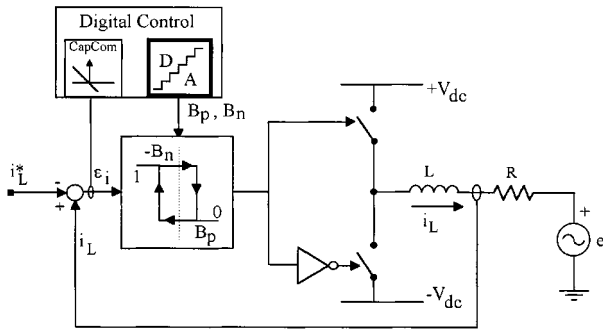 Digital Control
CapCom
D
A
Bp , Bn
+Vdc
i*L
-
+
εi
-Bn
1
0
Bp
L
R
iL
iL
+
e
-Vdc